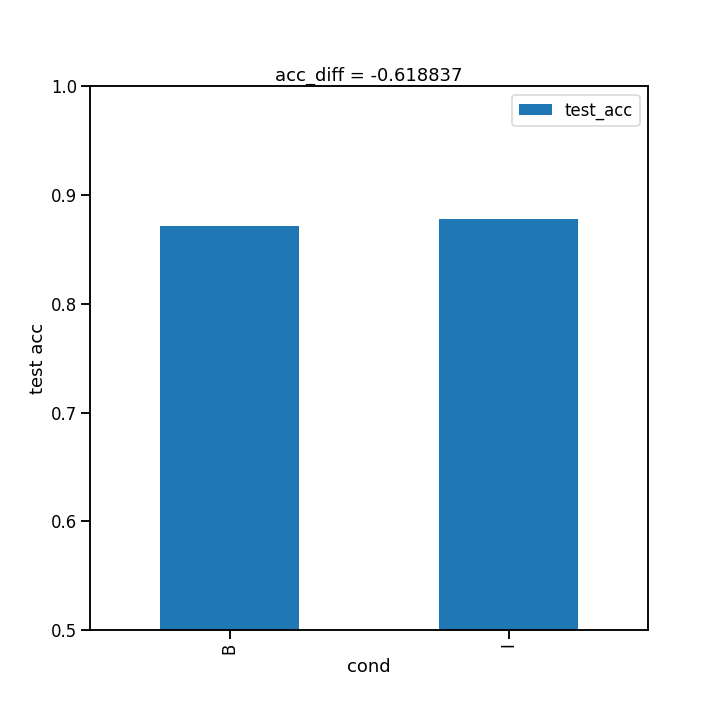 acc_diff = -0.618837
1.0
test_acc
0.9
0.8
test acc
0.7
0.6
0.5
B
I
cond